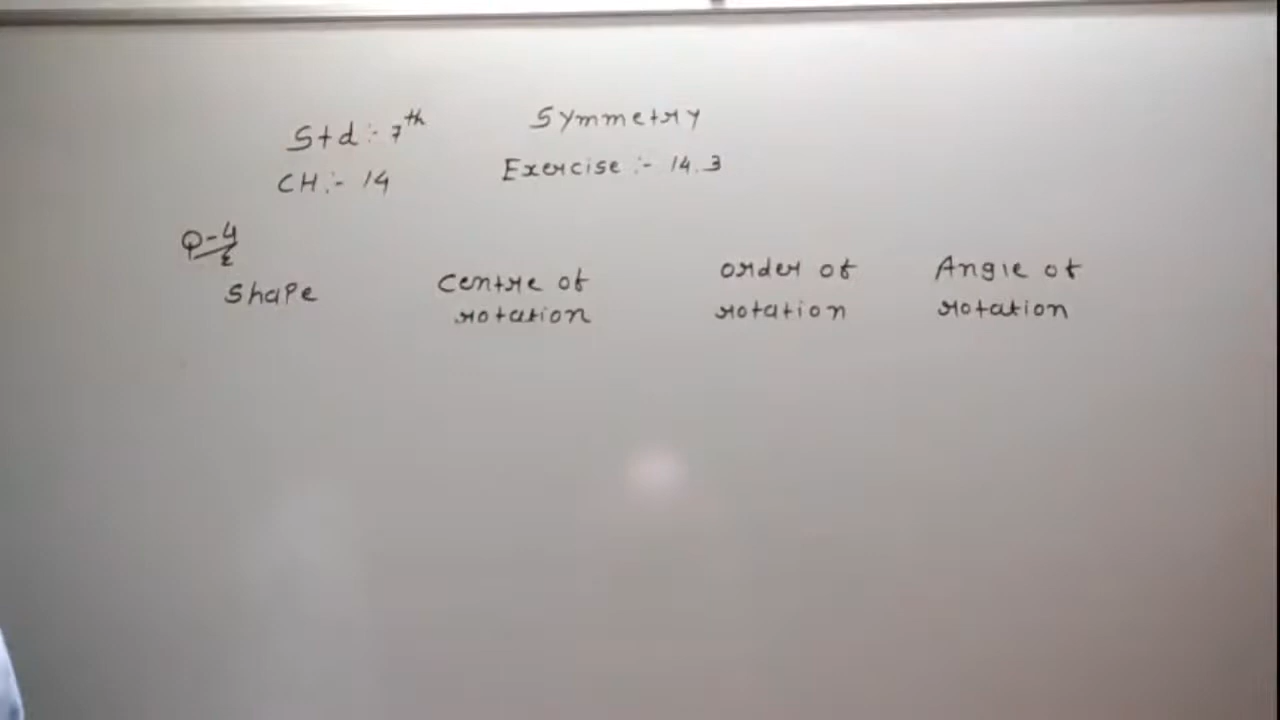 Std :- 7th
Symmetry
CH :- 14
Exercise :- 14.3
Q-4
Shape
Centre of rotation
order of rotation
Angle of rotation